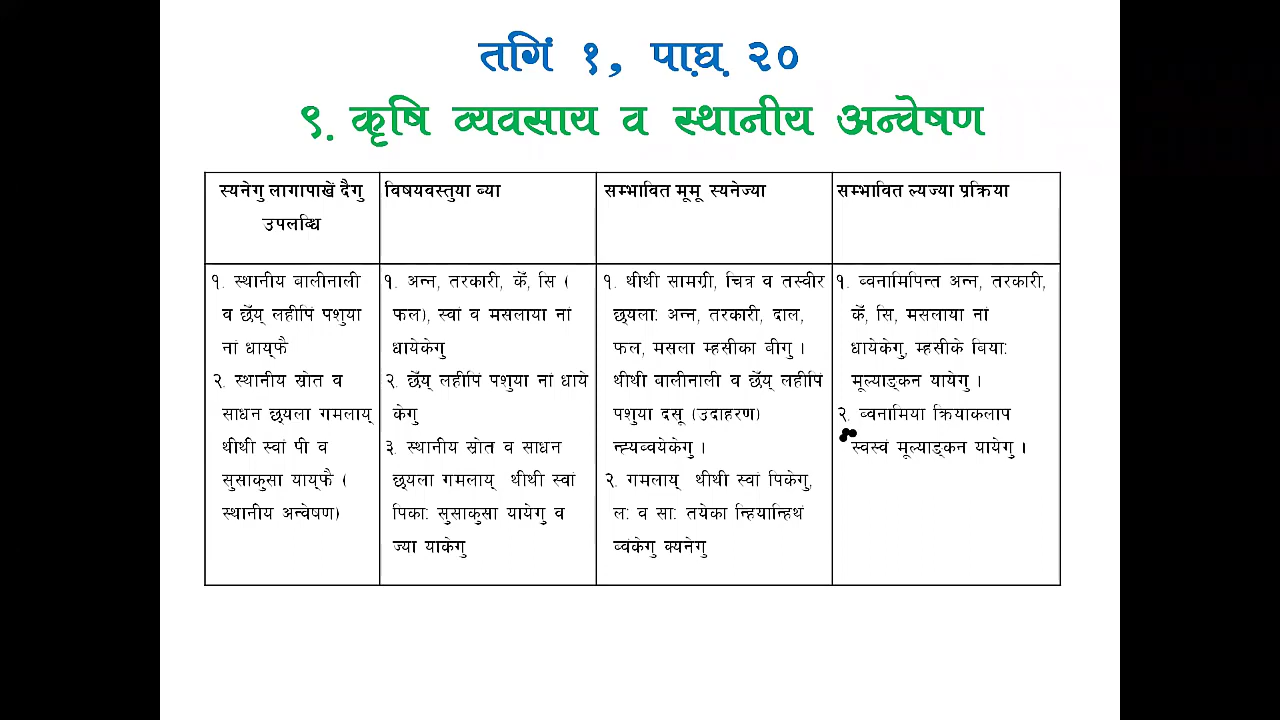 तगिं १, पा़घ़ २०
९. कृषि व्यवसाय व स्थानीय अन्वेषण
स्यनेगु लागापाखें दैगु
उपलब्धि
विषयवस्तुया ब्या
सम्भावित मूमू स्यनेज्या
सम्भावित ल्यज्या प्रक्रिया
१. स्थानीय बालीनाली
व छेँय् लहीपिं पशुया
नां धाय्‌फै
२. स्थानीय स्रोत व
साधन छ्यला गमलाय्
थीथी स्वां पी व
सुसाकुसा याय्‌फै (
स्थानीय अन्वेषण)
१. अन्न, तरकारी, कँ, सि (
फल), स्वां व मसलाया नां
धायेकेगु
२. छेँय् लहीपिं पशुया नां धाये
केगु
३. स्थानीय स्रोत व साधन
छ्यला गमलाय् थीथी स्वां
पिकाः सुसाकुसा यायेगु व
ज्या याकेगु
१. थीथी सामग्री, चित्र व तस्वीर
छ्यलाः अन्न, तरकारी, दाल,
फल, मसला म्हसीका बीगु ।
थीथी बालीनाली व छेँय् लहीपिं
पशुया दसू (उदाहरण)
न्ह्यब्वयेकेगु ।
२. गमलाय् थीथी स्वां पिकेगु,
लः व साः तयेका न्हियान्हिथं
ब्वंकेगु क्यनेगु
१. ब्वनामिपिन्त अन्न, तरकारी,
कँ, सि, मसलाया नां
धायेकेगु, म्हसीके बियाः
मूल्याङ्कन यायेगु ।
२. ब्वनामिया क्रियाकलाप
स्वस्वं मूल्याङ्कन यायेगु ।